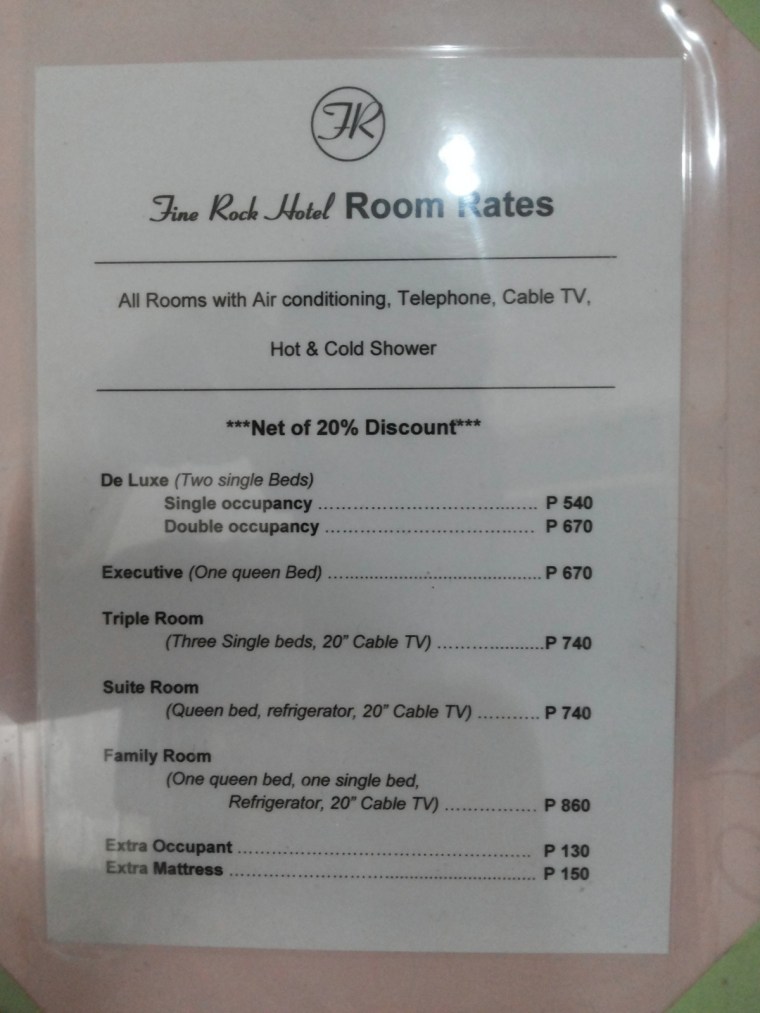 FR
Fine Rock Hotel Room Rates
All Rooms with Air conditioning, Telephone, Cable TV,
Hot & Cold Shower
***Net of 20% Discount***
De Luxe (Two single Beds)
Single occupancy ........................................ P 540
Double occupancy ...................................... P 670
Executive (One queen Bed) ..........................................P 670
Triple Room
(Three Single beds, 20” Cable TV) .....................P 740
Suite Room
(Queen bed, refrigerator, 20” Cable TV) ........... P 740
Family Room
(One queen bed, one single bed,
Refrigerator, 20” Cable TV) ................ P 860
Extra Occupant ..................................................... P 130
Extra Mattress ....................................................... P 150